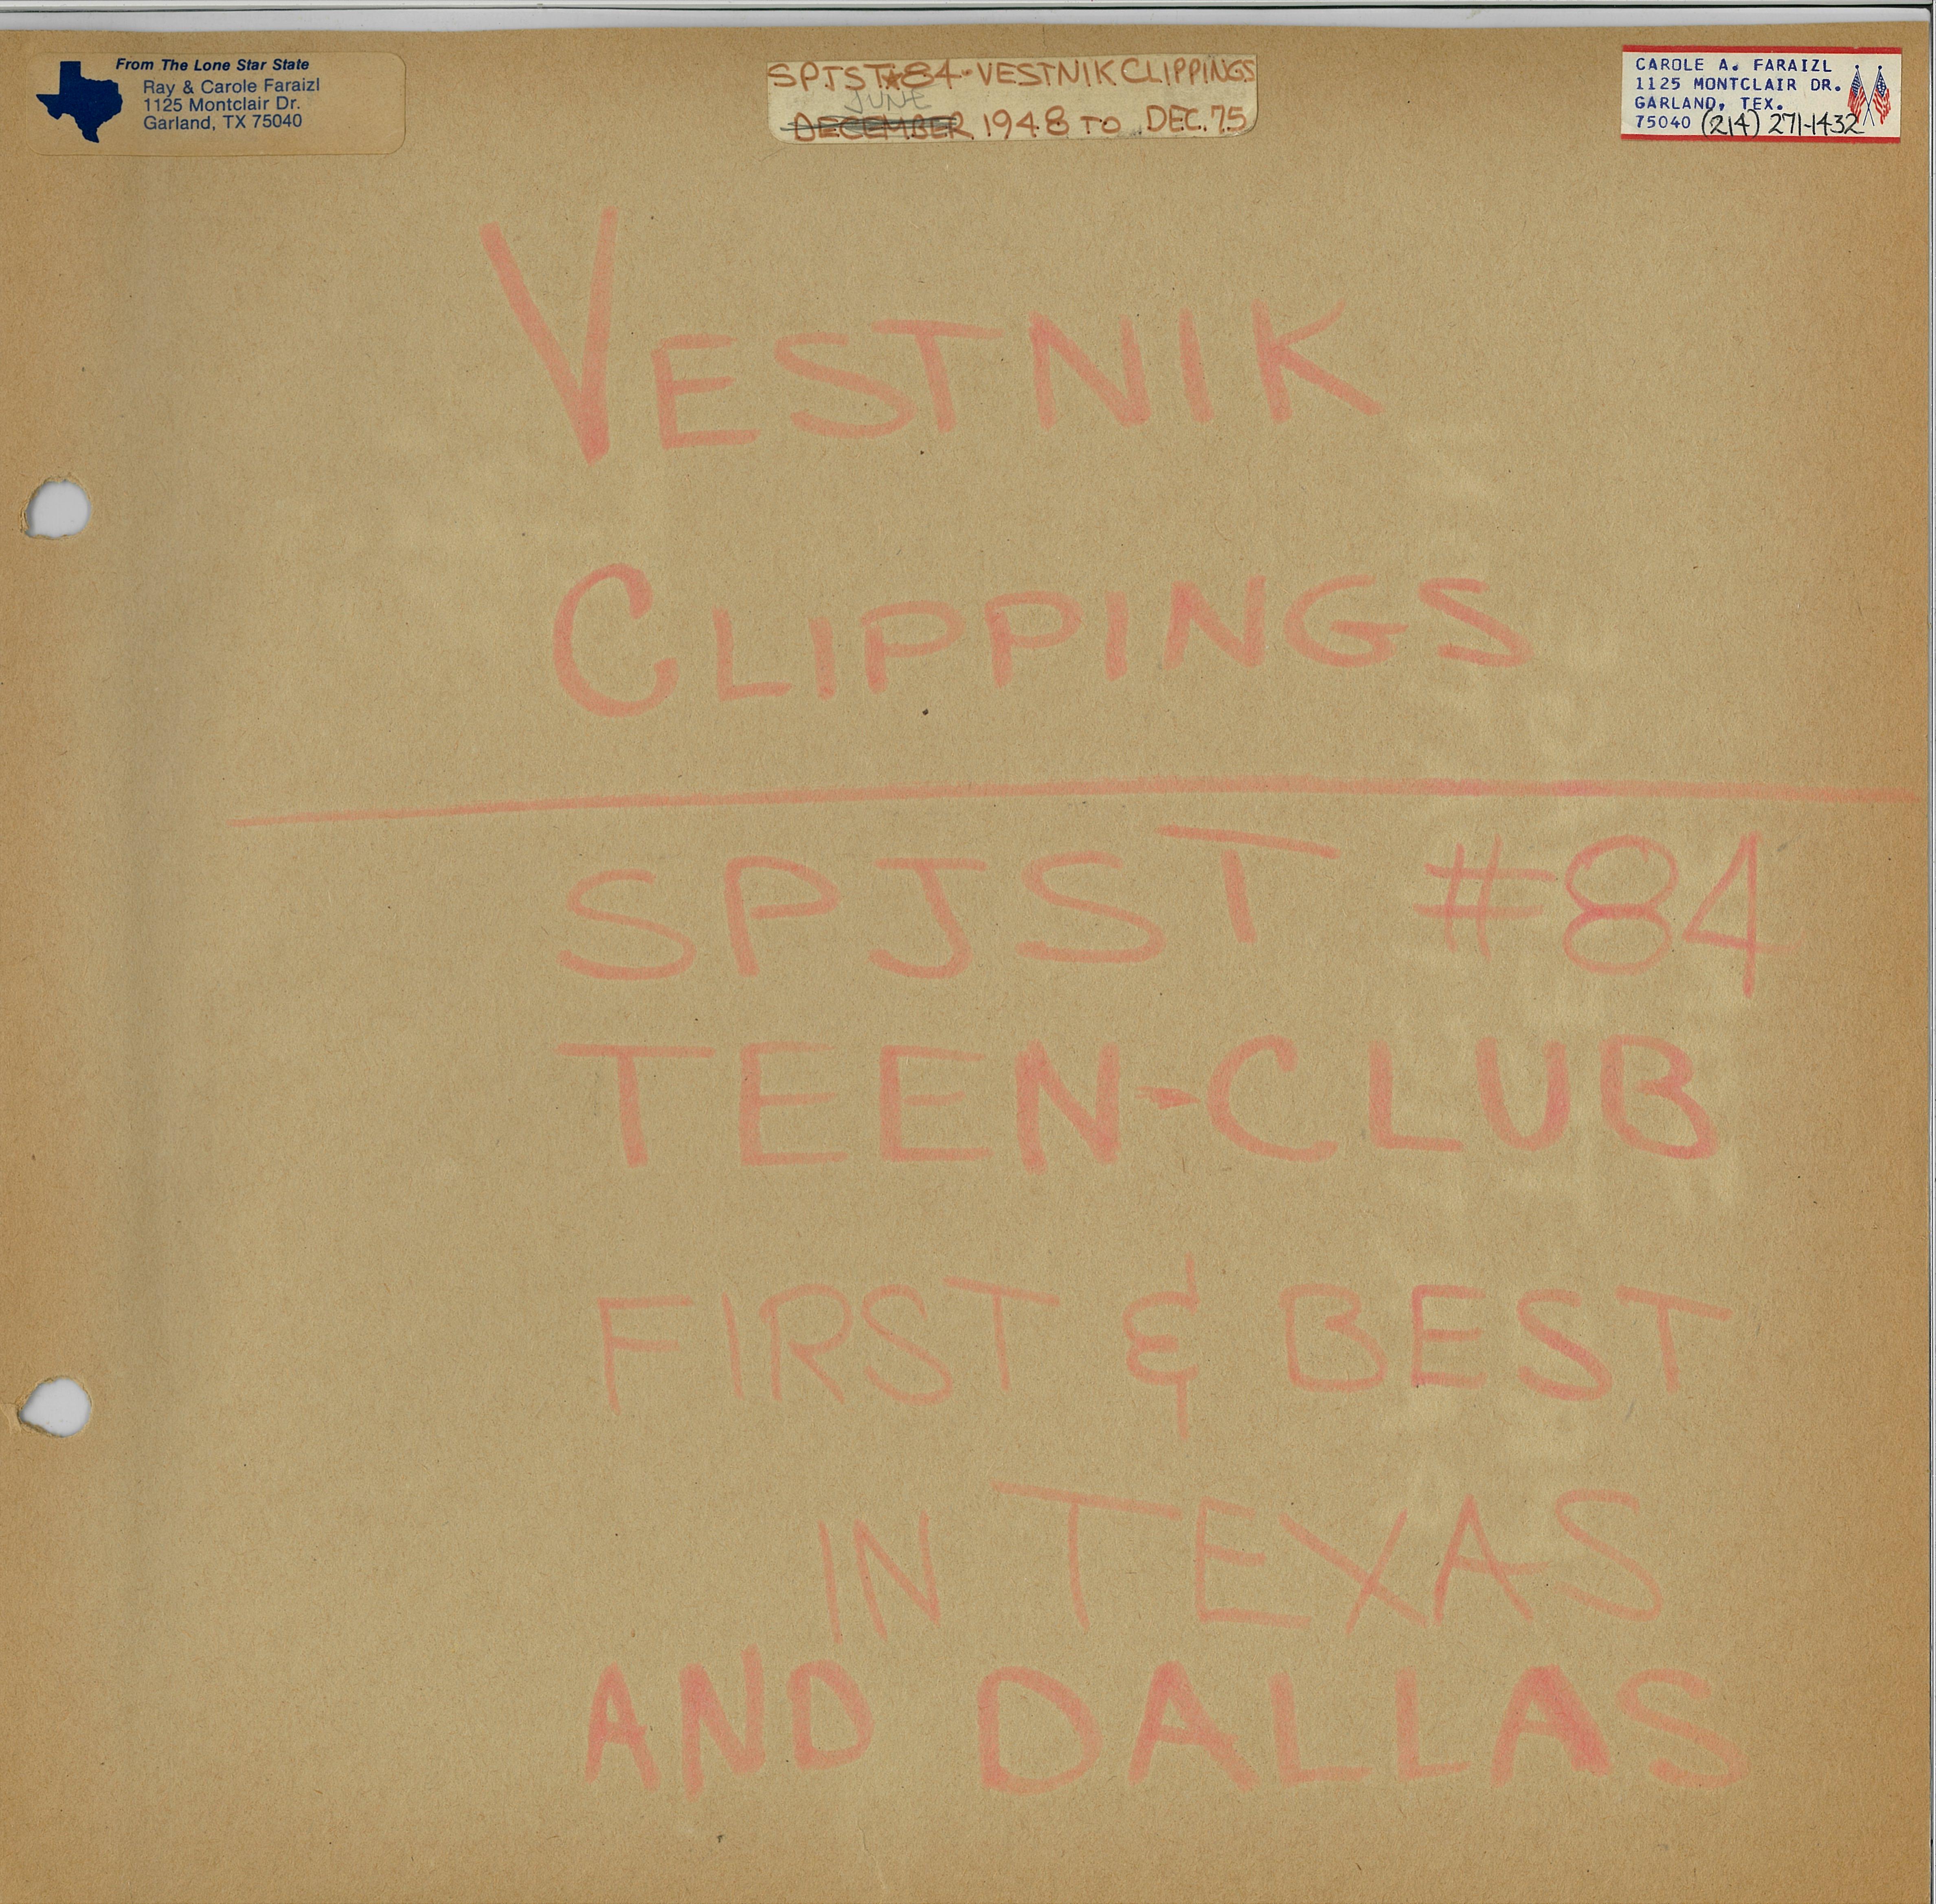 From The Lone Star State
Ray & Carole Faraizl
1125 Montclair Dr.
Garland, TX 75040
SPJST★84-VESTNIK CLIPPINGS
JUNE
DECEMBER 1948 TO DEC. 75
CAROLE A. FARAIZL
1125 MONTCLAIR DR.
GARLAND, TEX.
75040 (214) 271-1432
VESTNIK
CLIPPINGS
SPJST #84
TEEN-CLUB
FIRST & BEST
IN TEXAS
AND DALLAS